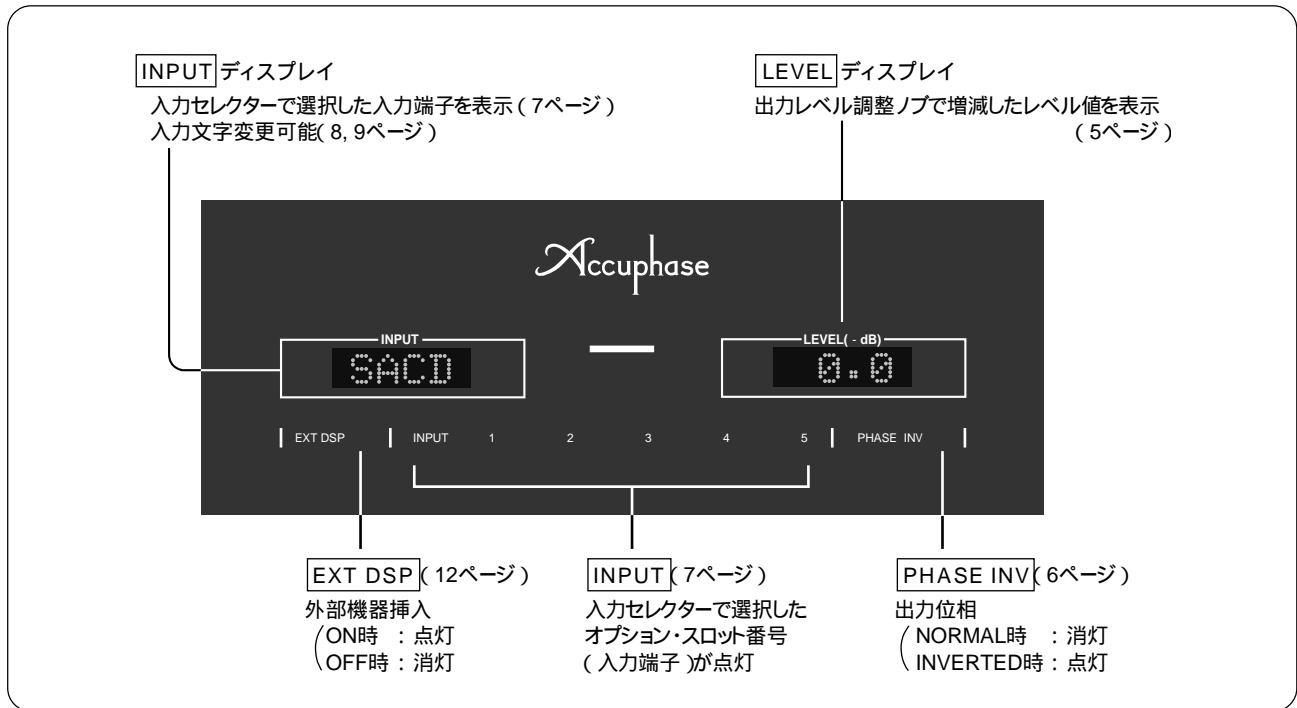 INPUT ディスプレイ
入力セレクターで選択した入力端子を表示 ( 7ページ )
入力文字変更可能( 8, 9ページ )
LEVEL ディスプレイ
出力レベル調整ノブで増減したレベル値を表示
( 5ページ )
Accuphase
INPUT
SACD
LEVEL( - dB)
0.0
EXT DSP INPUT 1 2 3 4 5 PHASE INV
EXT DSP ( 12ページ )
外部機器挿入
ON時 : 点灯
OFF時 : 消灯
INPUT ( 7ページ )
入力セレクターで選択した
オプション・スロット番号
( 入力端子 )が点灯
PHASE INV ( 6ページ )
出力位相
NORMAL時 : 消灯
INVERTED時 : 点灯